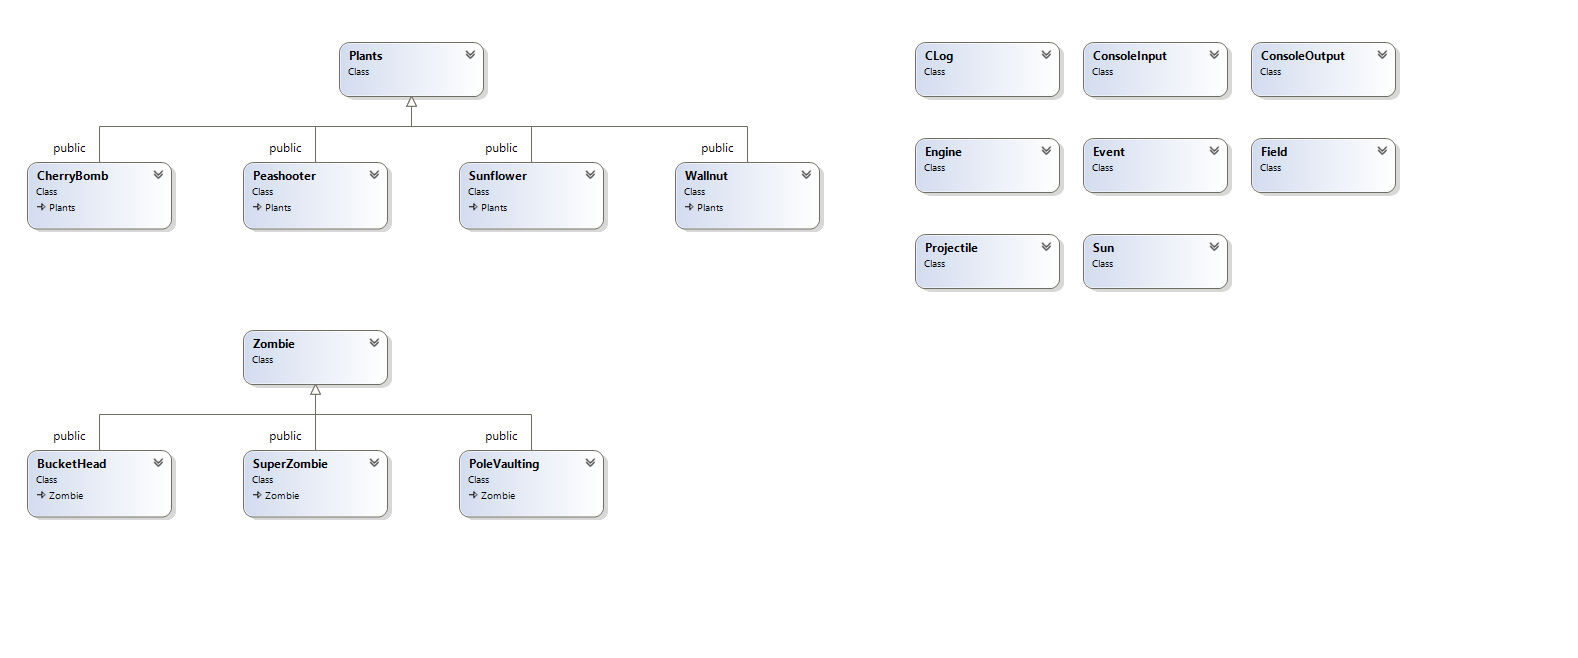 Plants
Class
public
public
public
public
CherryBomb
Class
Plants
Peashooter
Class
Plants
Sunflower
Class
Plants
Wallnut
Class
Plants
Zombie
Class
public
public
public
BucketHead
Class
Zombie
SuperZombie
Class
Zombie
PoleVaulting
Class
Zombie
CLog
Class
ConsoleInput
Class
ConsoleOutput
Class
Engine
Class
Event
Class
Field
Class
Projectile
Class
Sun
Class